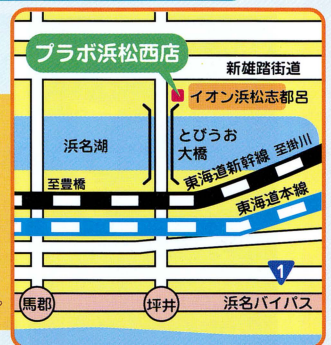 プラボ浜松西店
新雄踏街道
イオン浜松志都呂
浜名湖
とびうお
大橋
至豊橋
東海道新幹線 至掛川
東海道本線
1
馬郡
坪井
浜名バイパス
。